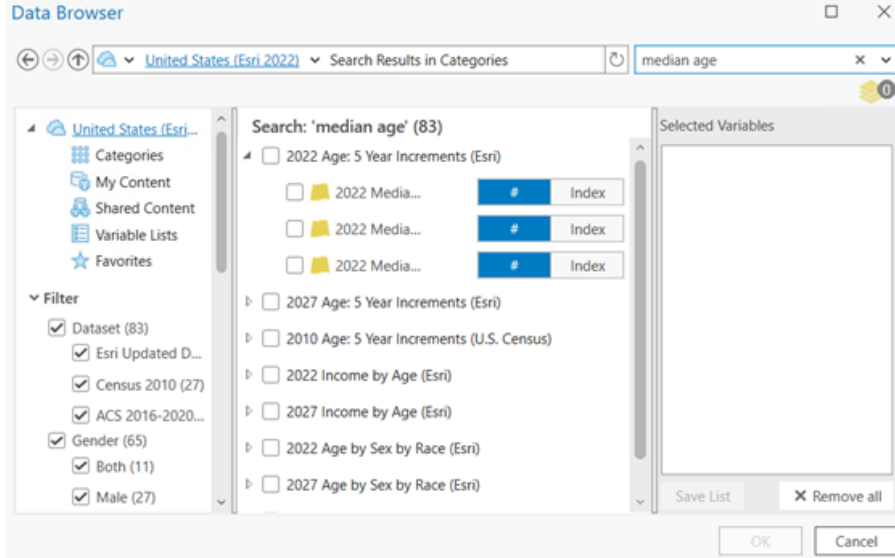 Data Browser
United States (Esri 2022) Search Results in Categories
median age
0
United States (Esri...
Categories
My Content
Shared Content
Variable Lists
Favorites
Filter
Dataset (83)
Esri Updated D...
Census 2010 (27)
ACS 2016-2020...
Gender (65)
Both (11)
Male (27)
Search: 'median age' (83)
2022 Age: 5 Year Increments (Esri)
2022 Media... # Index
2022 Media... # Index
2022 Media... # Index
2027 Age: 5 Year Increments (Esri)
2010 Age: 5 Year Increments (U.S. Census)
2022 Income by Age (Esri)
2027 Income by Age (Esri)
2022 Age by Sex by Race (Esri)
2027 Age by Sex by Race (Esri)
Selected Variables
Save List
Remove all
OK
Cancel